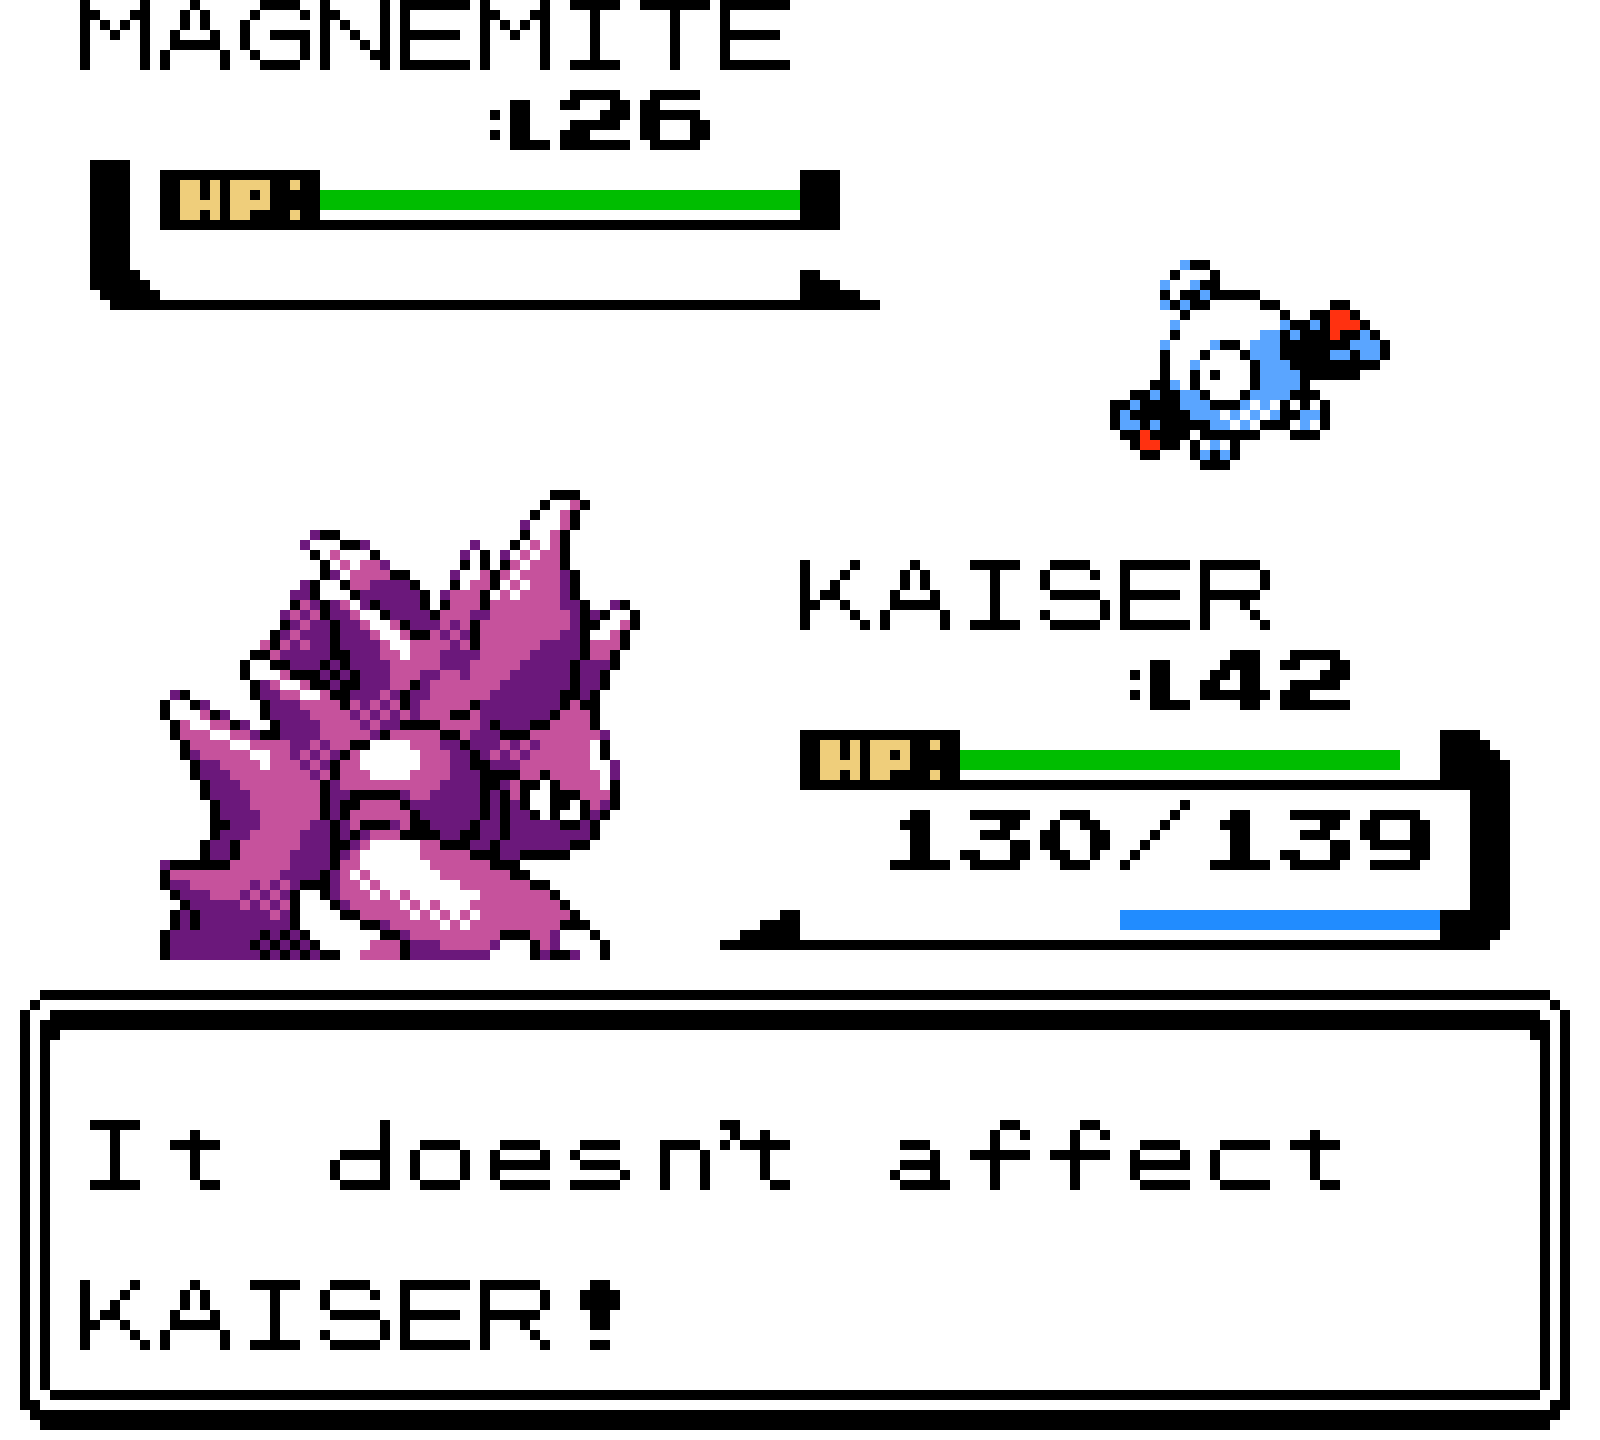 MAGNEMITE
:L26
HP:
KAISER
:L42
HP:
130/139
It doesn't affect
KAISER!